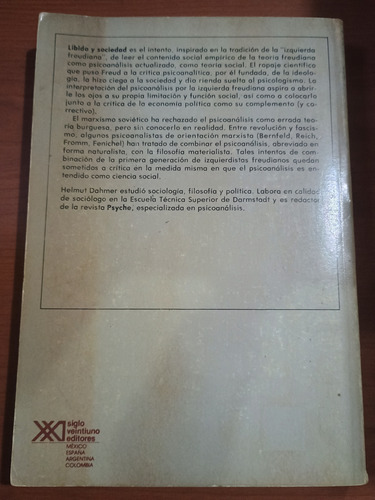 Libido y sociedad es el intento, inspirado en la tradición de la "izquierda
freudiana", de leer el contenido social empírico de la teoría freudiana
como psicoanálisis actualizado, como teoría social. El ropaje científico
que puso Freud a la crítica psicoanalítica, por él fundada, de la ideolo-
gía, la hizo ciega a la sociedad y dio rienda suelta al psicologismo. La
interpretación del psicoanálisis por la izquierda freudiana aspira a abrir-
le los ojos a su propia limitación y función social, así como a colocarla
junto a la crítica de la economía política como su complemento (y co-
rrectivo).
El marxismo soviético ha rechazado el psicoanálisis como errada teo-
ría burguesa, pero sin conocerlo en realidad. Entre revolución y fascis-
mo, algunos psicoanalistas de orientación marxista (Bernfeld, Reich,
Fromm, Fenichel) han tratado de combinar el psicoanálisis, abreviada en
forma naturalista, con la filosofía materialista. Tales intentos de com-
binación de la primera generación de izquierdistas freudianos quedan
sometidos a crítica en la medida misma en que el psicoanálisis es en-
tendido como ciencia social.
Helmut Dahmer estudió sociología, filosofía y política. Labora en calidad
de sociólogo en la Escuela Técnica Superior de Darmstadt y es redactor
de la revista Psyche, especializada en psicoanálisis.
siglo
veintiuno
editores
MÉXICO
ESPAÑA
ARGENTINA
COLOMBIA